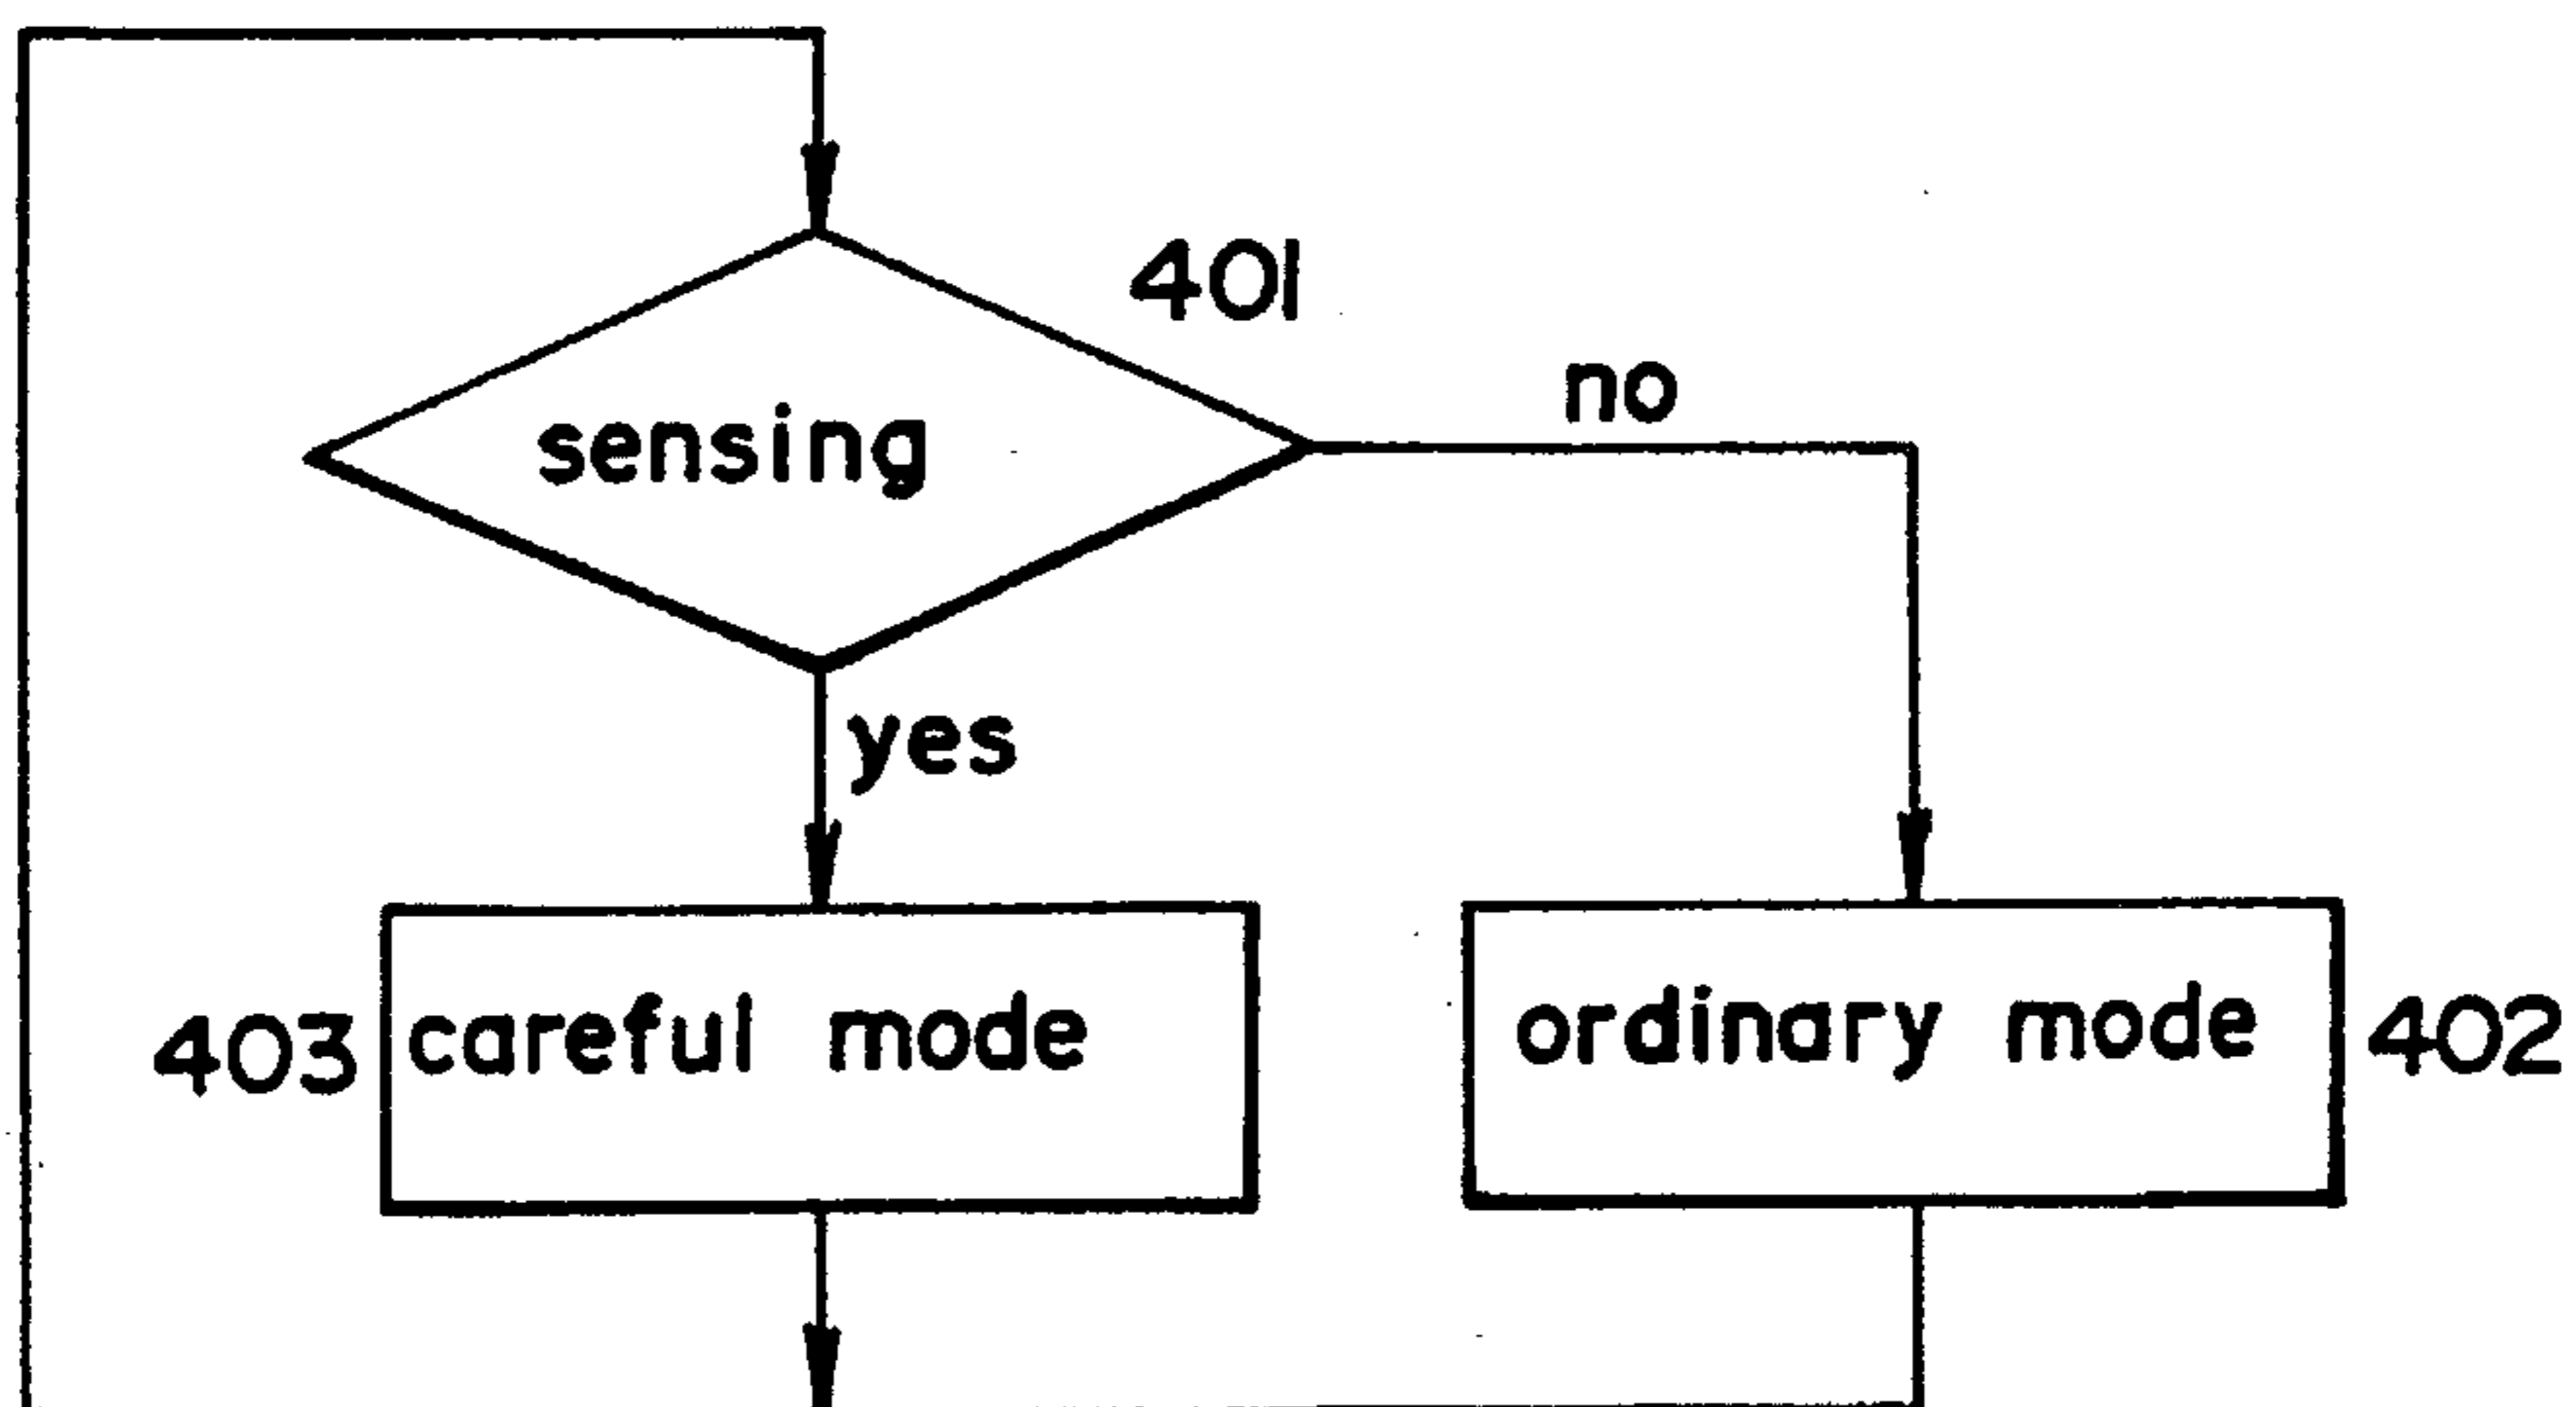 401
sensing
no
yes
403
careful mode
ordinary mode
402